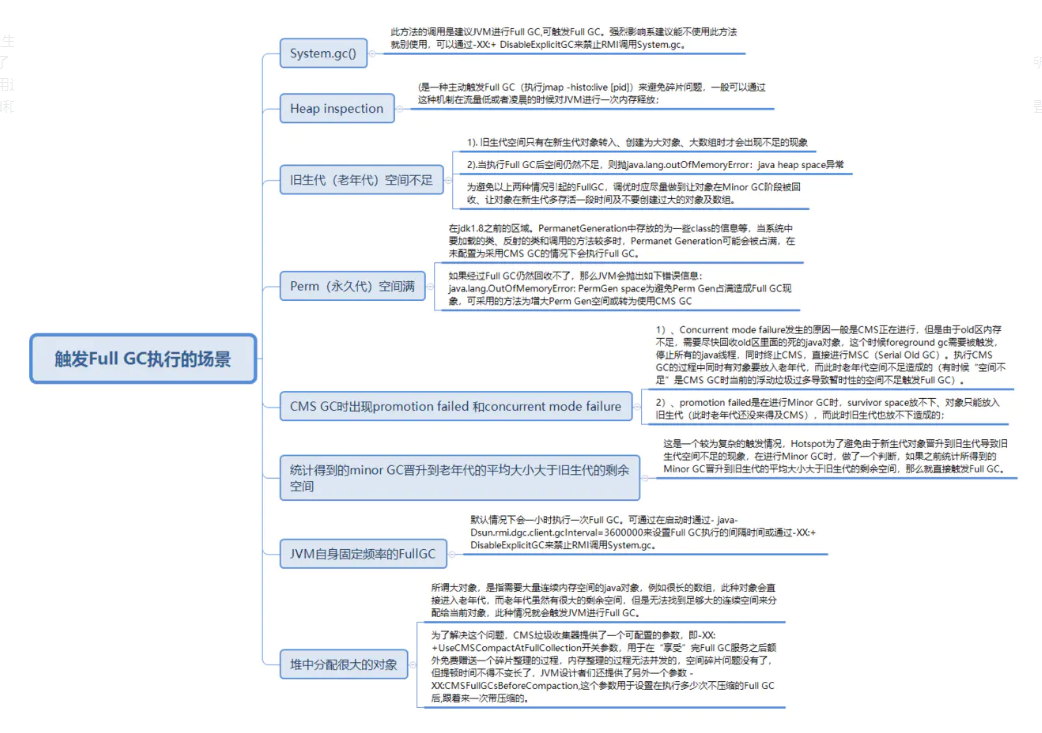 触发Full GC执行的场景
System.gc()
此方法的调用是建议JVM进行Full GC,可触发Full GC。强烈影响系建议能不使用此方法
就别使用，可以通过-XX:+ DisableExplicitGC来禁止RMI调用System.gc。
Heap inspection
(是一种主动触发Full GC（执行jmap -histo:live [pid]）来避免碎片问题，一般可以通过
这种机制在流量低或者凌晨的时候对JVM进行一次内存释放；
旧生代（老年代）空间不足
1). 旧生代空间只有在新生代对象转入、创建为大对象、大数组时才会出现不足的现象
2).当执行Full GC后空间仍然不足，则抛java.lang.outOfMemoryError：java heap space异常
为避免以上两种情况引起的FullGC，调优时应尽量做到让对象在Minor GC阶段被回
收、让对象在新生代多存活一段时间及不要创建过大的对象及数组。
Perm（永久代）空间满
在jdk1.8之前的区域。PermanetGeneration中存放的为一些class的信息等，当系统中
要加载的类、反射的类和调用的方法较多时，Permanet Generation可能会被占满，在
未配置为采用CMS GC的情况下会执行Full GC。
如果经过Full GC仍然回收不了，那么JVM会抛出如下错误信息：
java.lang.OutOfMemoryError: PermGen space为避免Perm Gen占满造成Full GC现
象，可采用的方法为增大Perm Gen空间或转为使用CMS GC
CMS GC时出现promotion failed 和concurrent mode failure
1）、Concurrent mode failure发生的原因一般是CMS正在进行，但是由于old区内存
不足，需要尽快回收old区里面的死的java对象，这个时候foreground gc需要被触发，
停止所有的java线程，同时终止CMS，直接进行MSC（Serial Old GC）。执行CMS
GC的过程中同时有对象要放入老年代，而此时老年代空间不足造成的（有时候“空间不
足”是CMS GC时当前的浮动垃圾过多导致暂时性的空间不足触发Full GC）。
2）、promotion failed是在进行Minor GC时，survivor space放不下、对象只能放入
旧生代（此时老年代还没来得及CMS），而此时旧生代也放不下造成的；
统计得到的minor GC晋升到老年代的平均大小大于旧生代的剩余
空间
这是一个较为复杂的触发情况，Hotspot为了避免由于新生代对象晋升到旧生代导致旧
生代空间不足的现象，在进行Minor GC时，做了一个判断，如果之前统计所得到的
Minor GC晋升到旧生代的平均大小大于旧生代的剩余空间，那么就直接触发Full GC。
JVM自身固定频率的FullGC
默认情况下会一小时执行一次Full GC。可通过在启动时通过- java-
Dsun.rmi.dgc.client.gcInterval=3600000来设置Full GC执行的间隔时间或通过-XX:+
DisableExplicitGC来禁止RMI调用System.gc。
堆中分配很大的对象
所谓大对象，是指需要大量连续内存空间的java对象，例如很长的数组，此种对象会直
接进入老年代，而老年代虽然有很大的剩余空间，但是无法找到足够大的连续空间来分
配给当前对象，此种情况就会触发JVM进行Full GC。
为了解决这个问题，CMS垃圾收集器提供了一个可配置的参数，即-XX:
+UseCMSCompactAtFullCollection开关参数，用于在“享受”完Full GC服务之后额
外免费赠送一个碎片整理的过程，内存整理的过程无法并发的，空间碎片问题没有了，
但提顿时间不得不变长了，JVM设计者们还提供了另外一个参数 -
XX:CMSFullGCsBeforeCompaction,这个参数用于设置在执行多少次不压缩的Full GC
后,跟着来一次带压缩的。